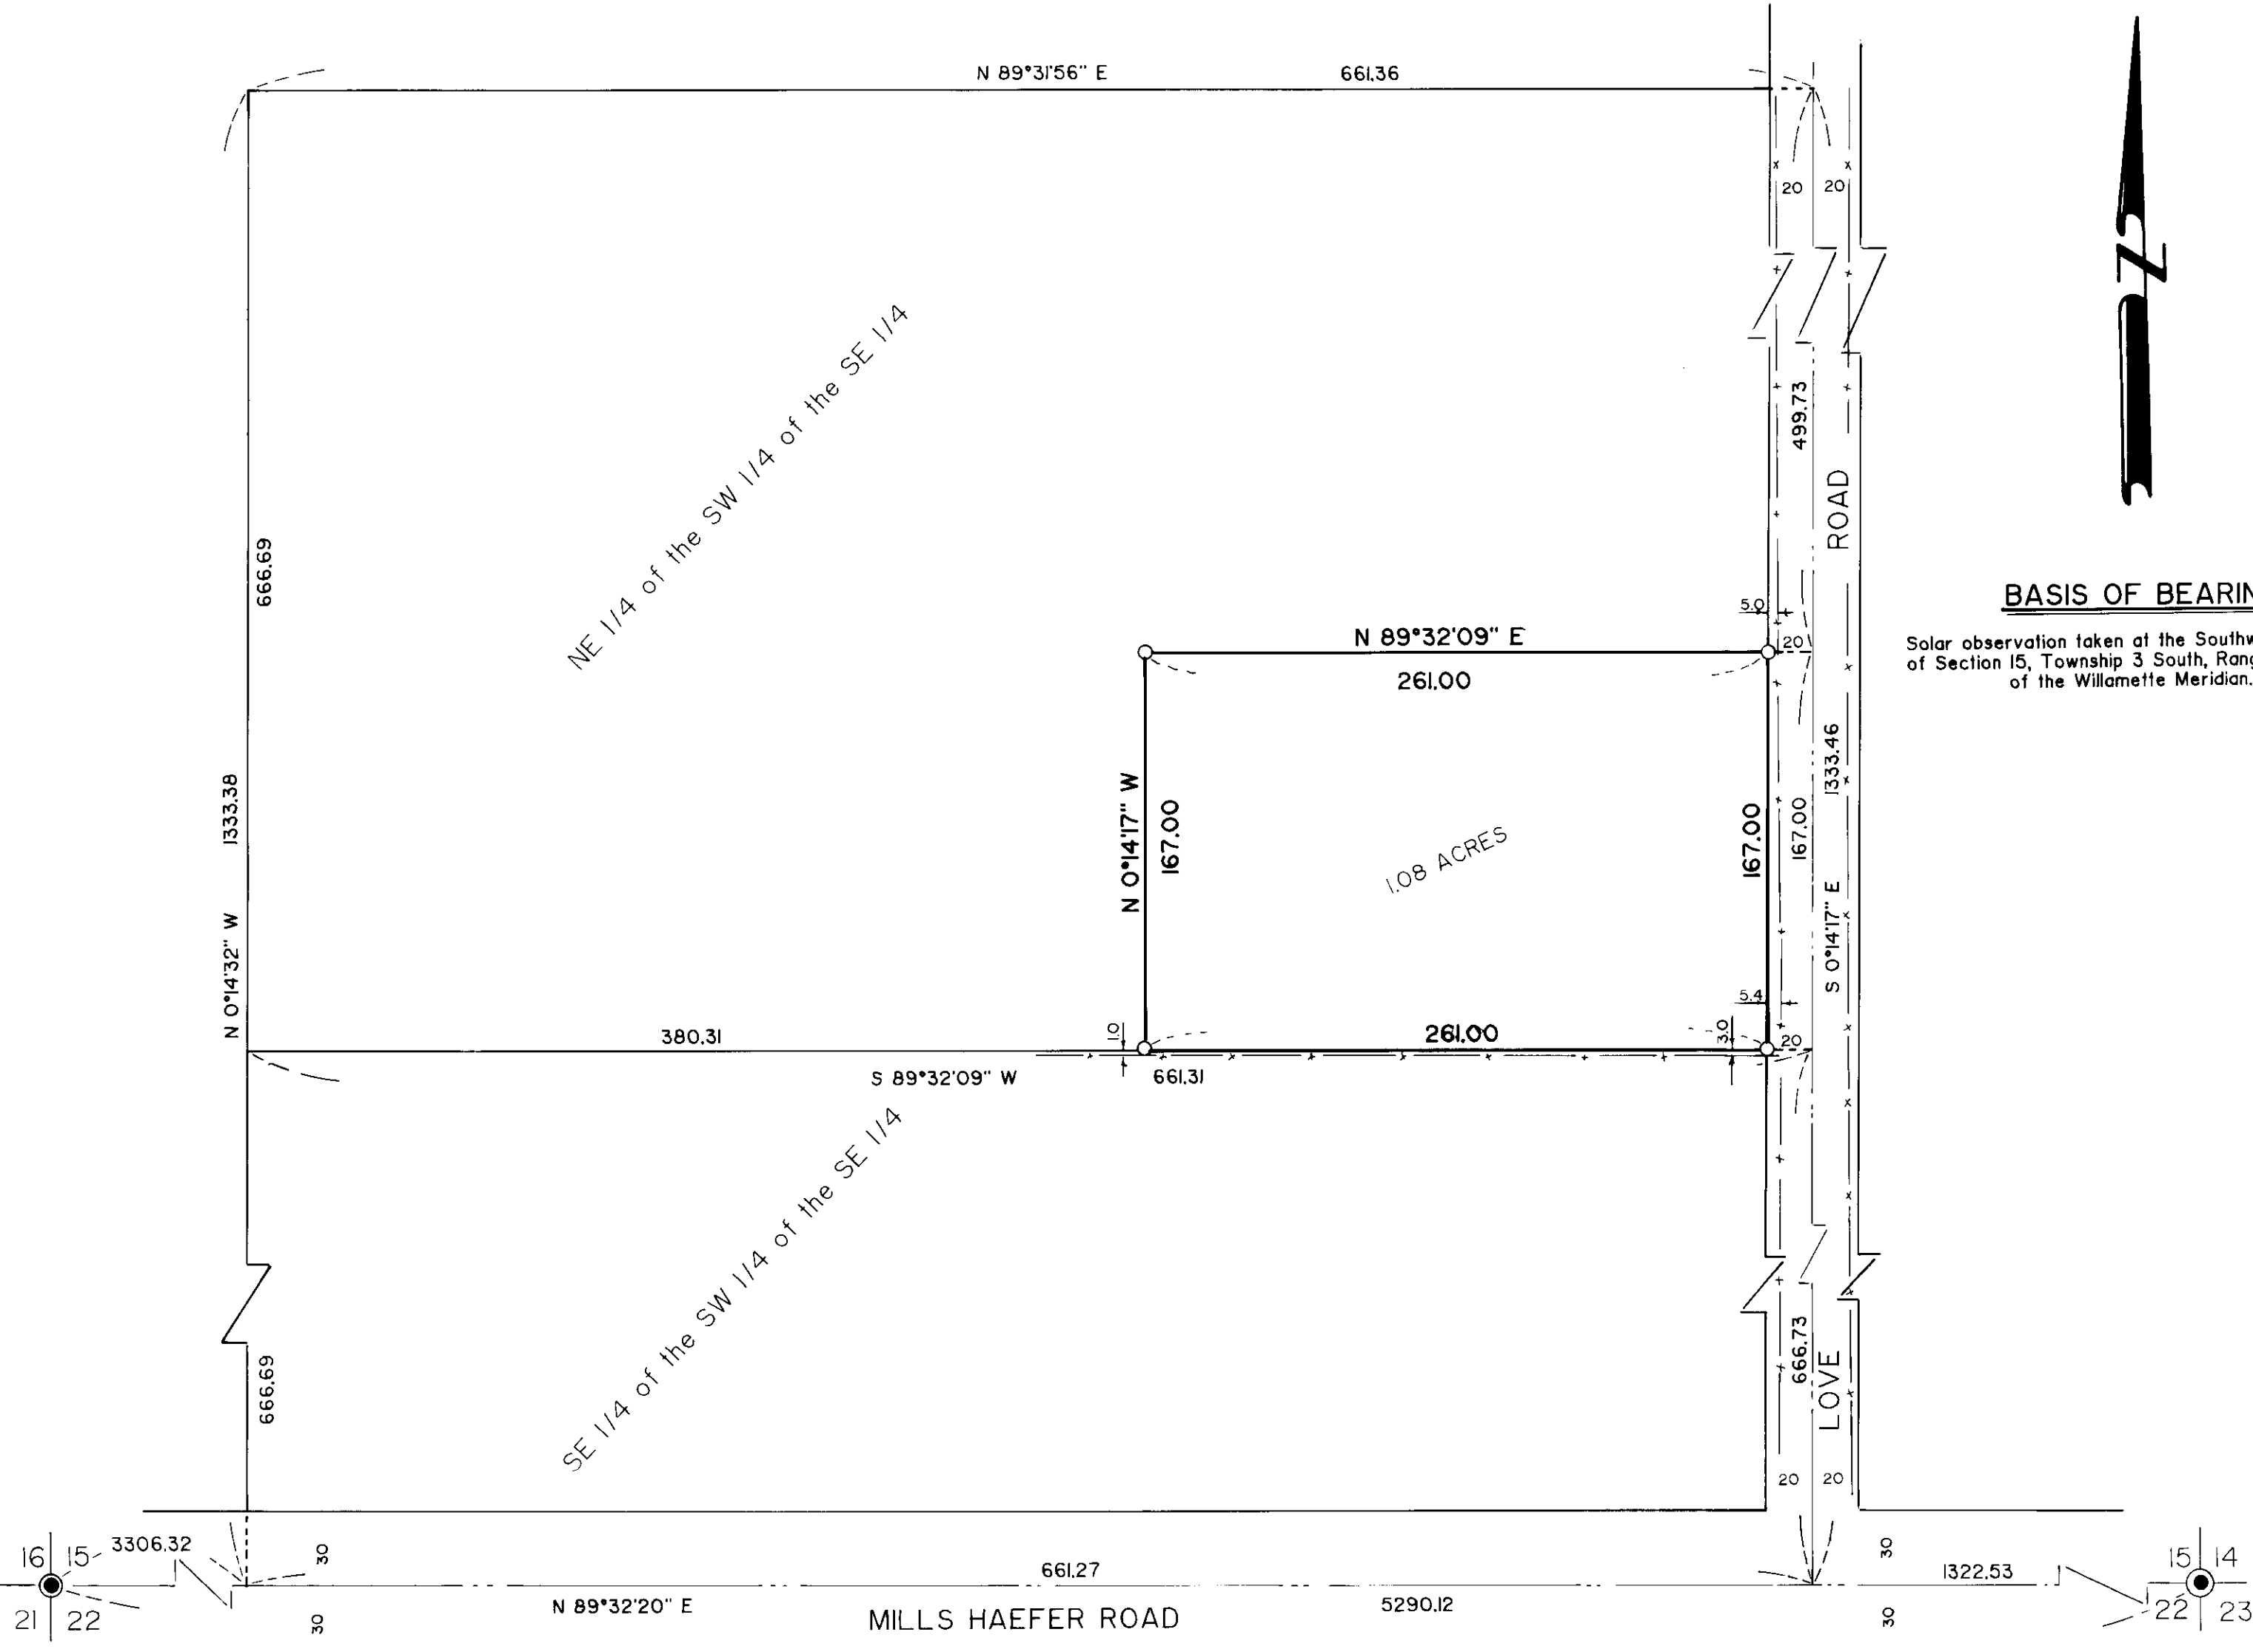 N 89°31'56" E 661.36
20 20
NE 1/4 of the SW 1/4 of the SE 1/4
499.73
ROAD
666.69
BASIS OF BEARIN
Solar observation taken at the Southw
of Section 15, Township 3 South, Rang
of the Willamette Meridian.
5.0
N 89°32'09" E
20
261.00
1333.38
N 0°14'32" W
N 0°14'17" W
167.00
1.08 ACRES
167.00
167.00
1333.46
S 0°14'17" E
5.4
380.31
1.0
261.00
3.0
20
S 89°32'09" W
661.31
SE 1/4 of the SW 1/4 of the SE 1/4
666.69
666.73
LOVE
20 20
16 15
3306.32
30
661.27
30
1322.53
15 14
21 22
N 89°32'20" E
30
MILLS HAEFER ROAD
5290.12
30
22 23
N